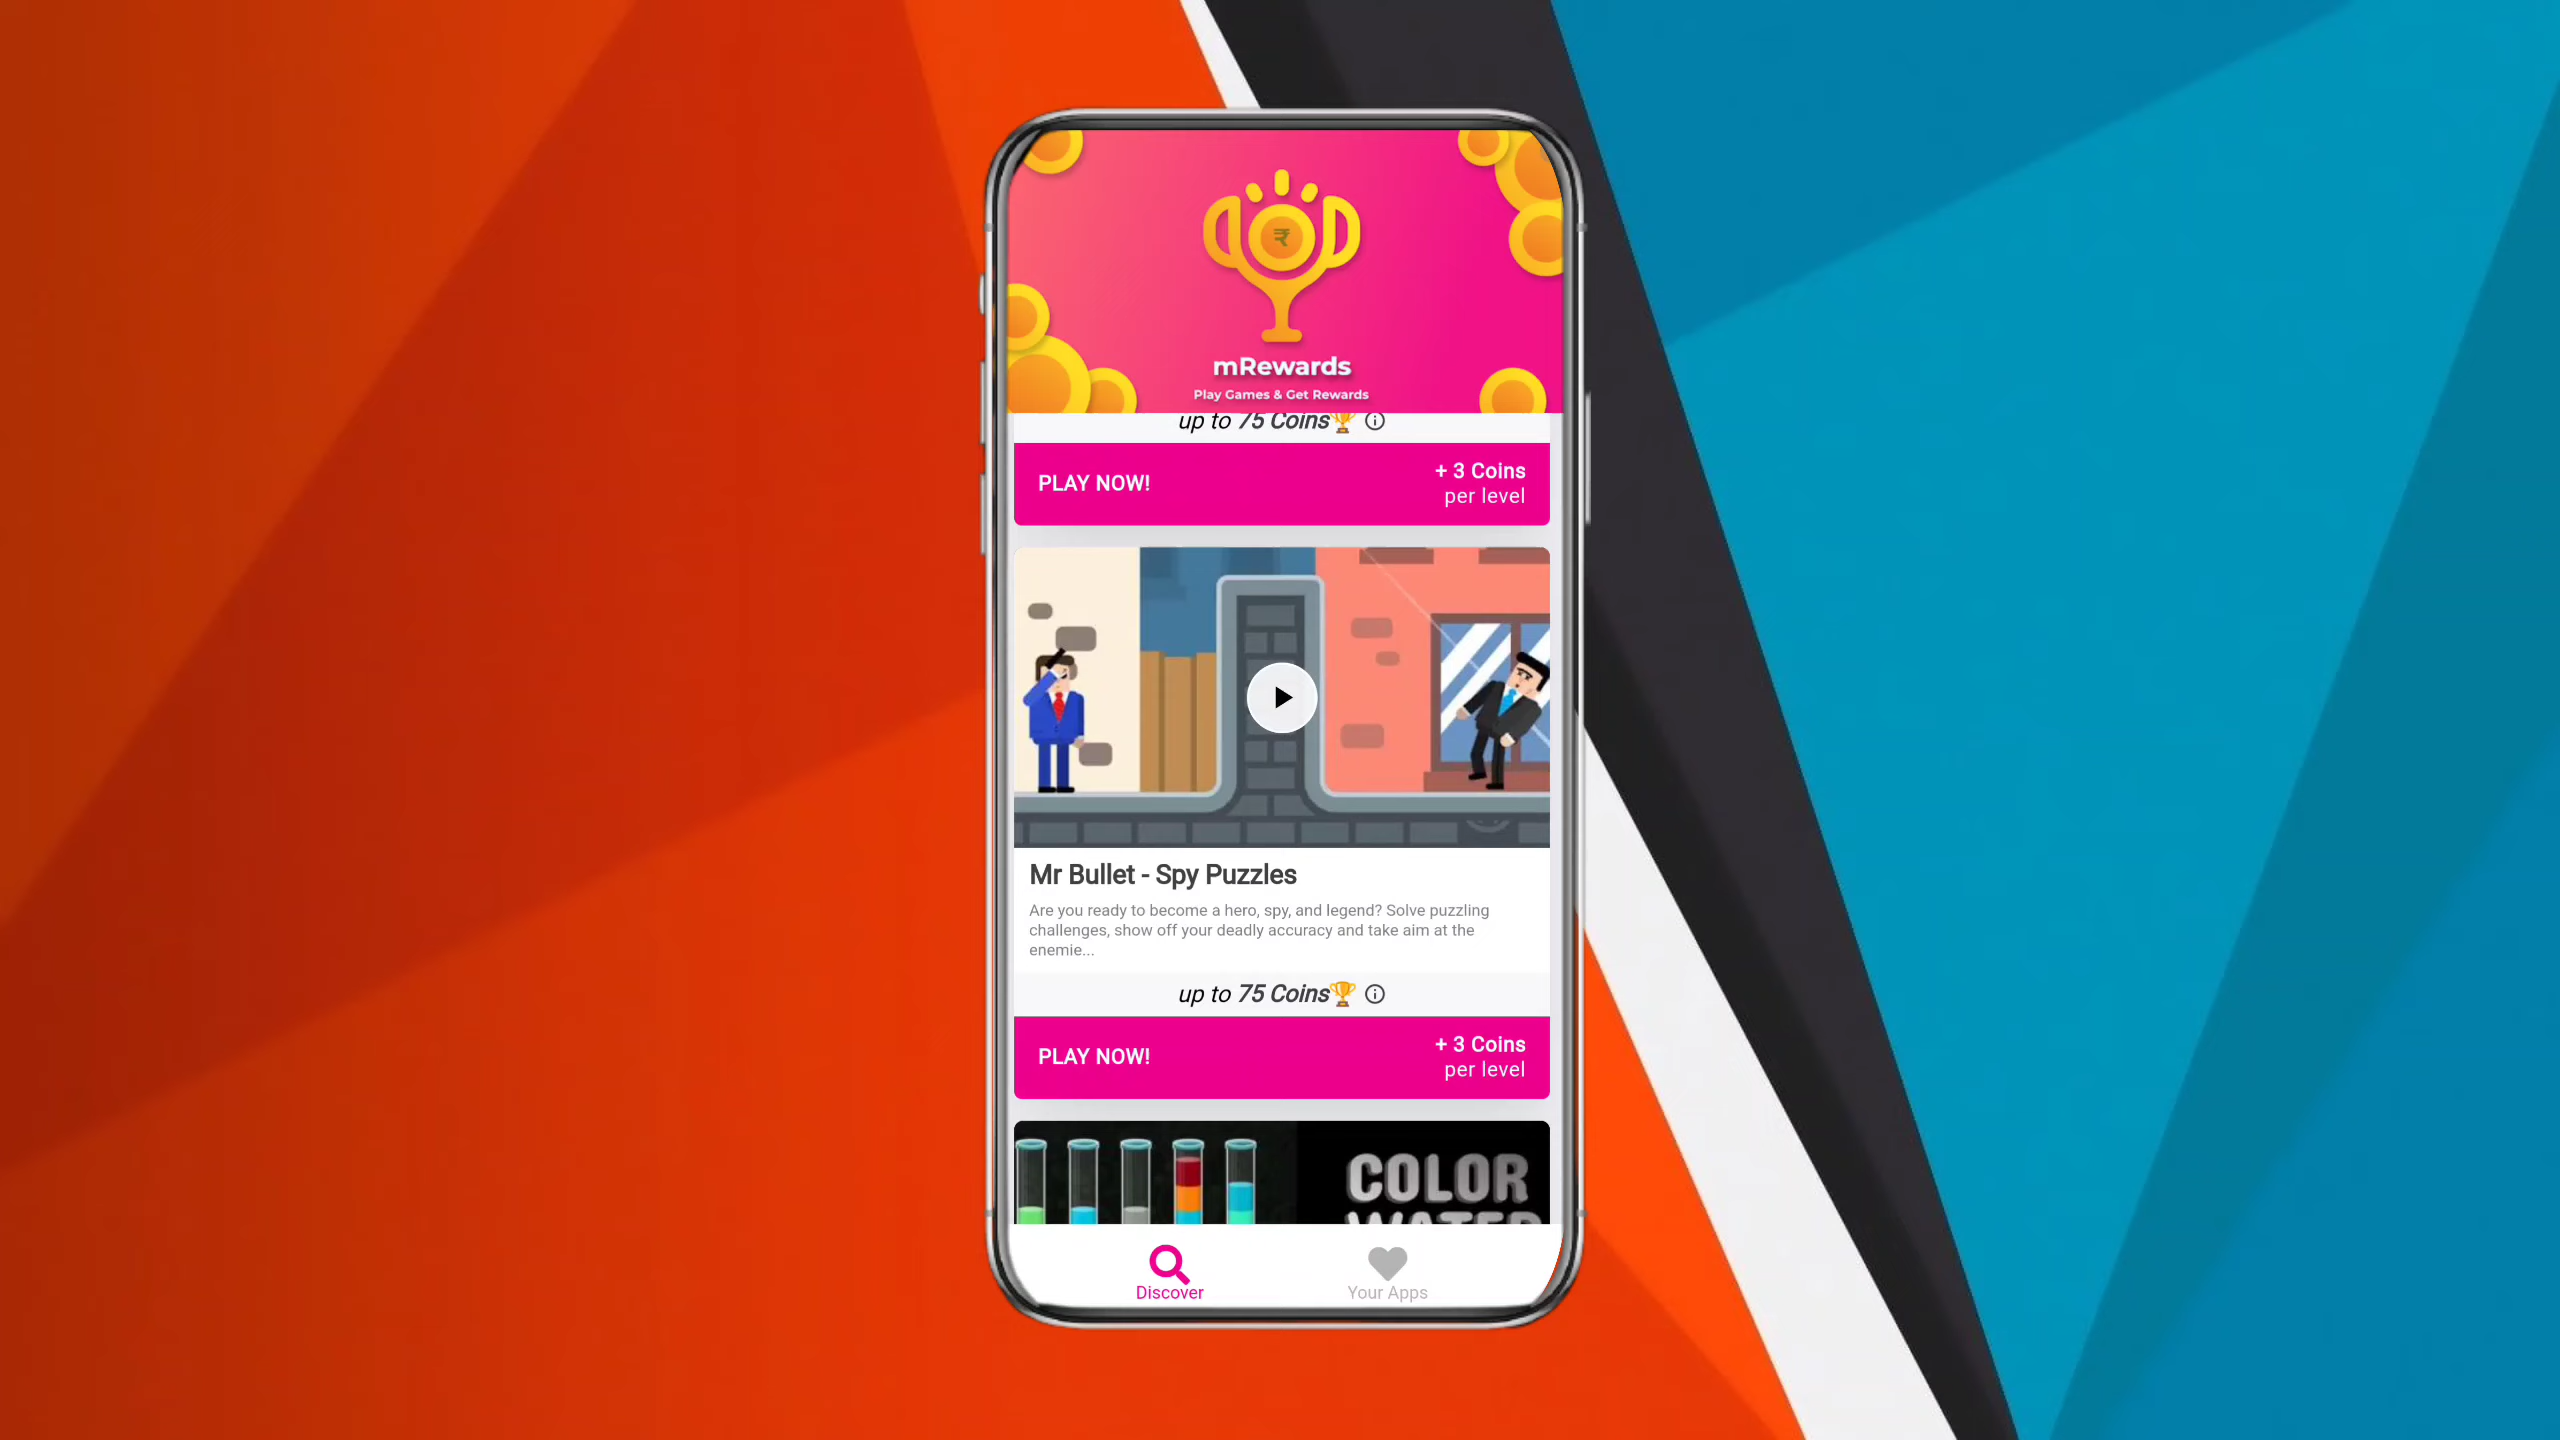 ₹
mRewards
Play Games & Get Rewards
up to 75 Coins🏆
PLAY NOW!
+ 3 Coins
per level
Mr Bullet - Spy Puzzles
Are you ready to become a hero, spy, and legend? Solve puzzling
challenges, show off your deadly accuracy and take aim at the
enemie...
up to 75 Coins🏆
PLAY NOW!
+ 3 Coins
per level
COLOR
WATER
Discover
Your Apps